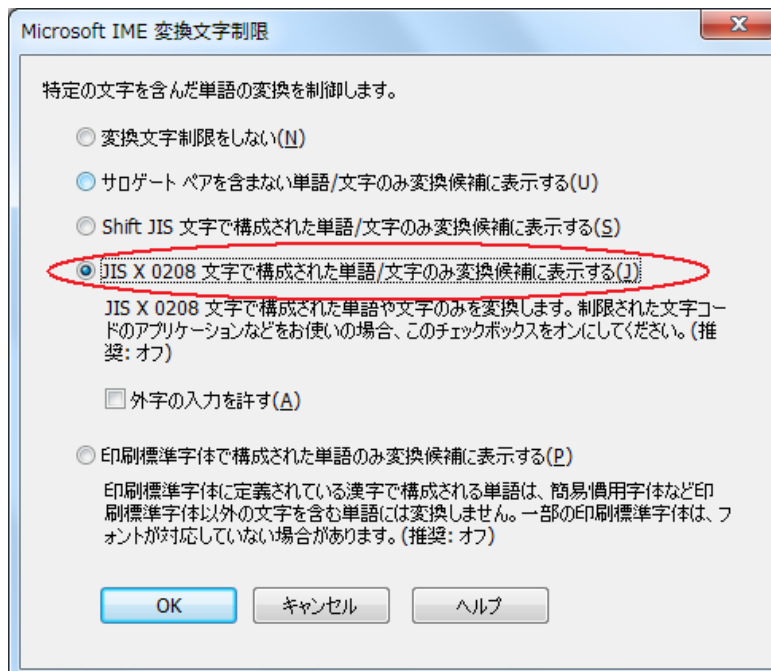 Microsoft IME 変換文字制限
特定の文字を含んだ単語の変換を制御します。
変換文字制限をしない(N)
サロゲート ペアを含まない単語/文字のみ変換候補に表示する(U)
Shift JIS 文字で構成された単語/文字のみ変換候補に表示する(S)
JIS X 0208 文字で構成された単語/文字のみ変換候補に表示する(J)
JIS X 0208 文字で構成された単語や文字のみを変換します。制限された文字コー
ドのアプリケーションなどをお使いの場合、このチェックボックスをオンにしてください。(推
奨: オフ)
外字の入力を許す(A)
印刷標準字体で構成された単語のみ変換候補に表示する(P)
印刷標準字体に定義されている漢字で構成される単語は、簡易慣用字体など印
刷標準字体以外の文字を含む単語には変換しません。一部の印刷標準字体は、フ
ォントが対応していない場合があります。(推奨: オフ)
OK キャンセル ヘルプ